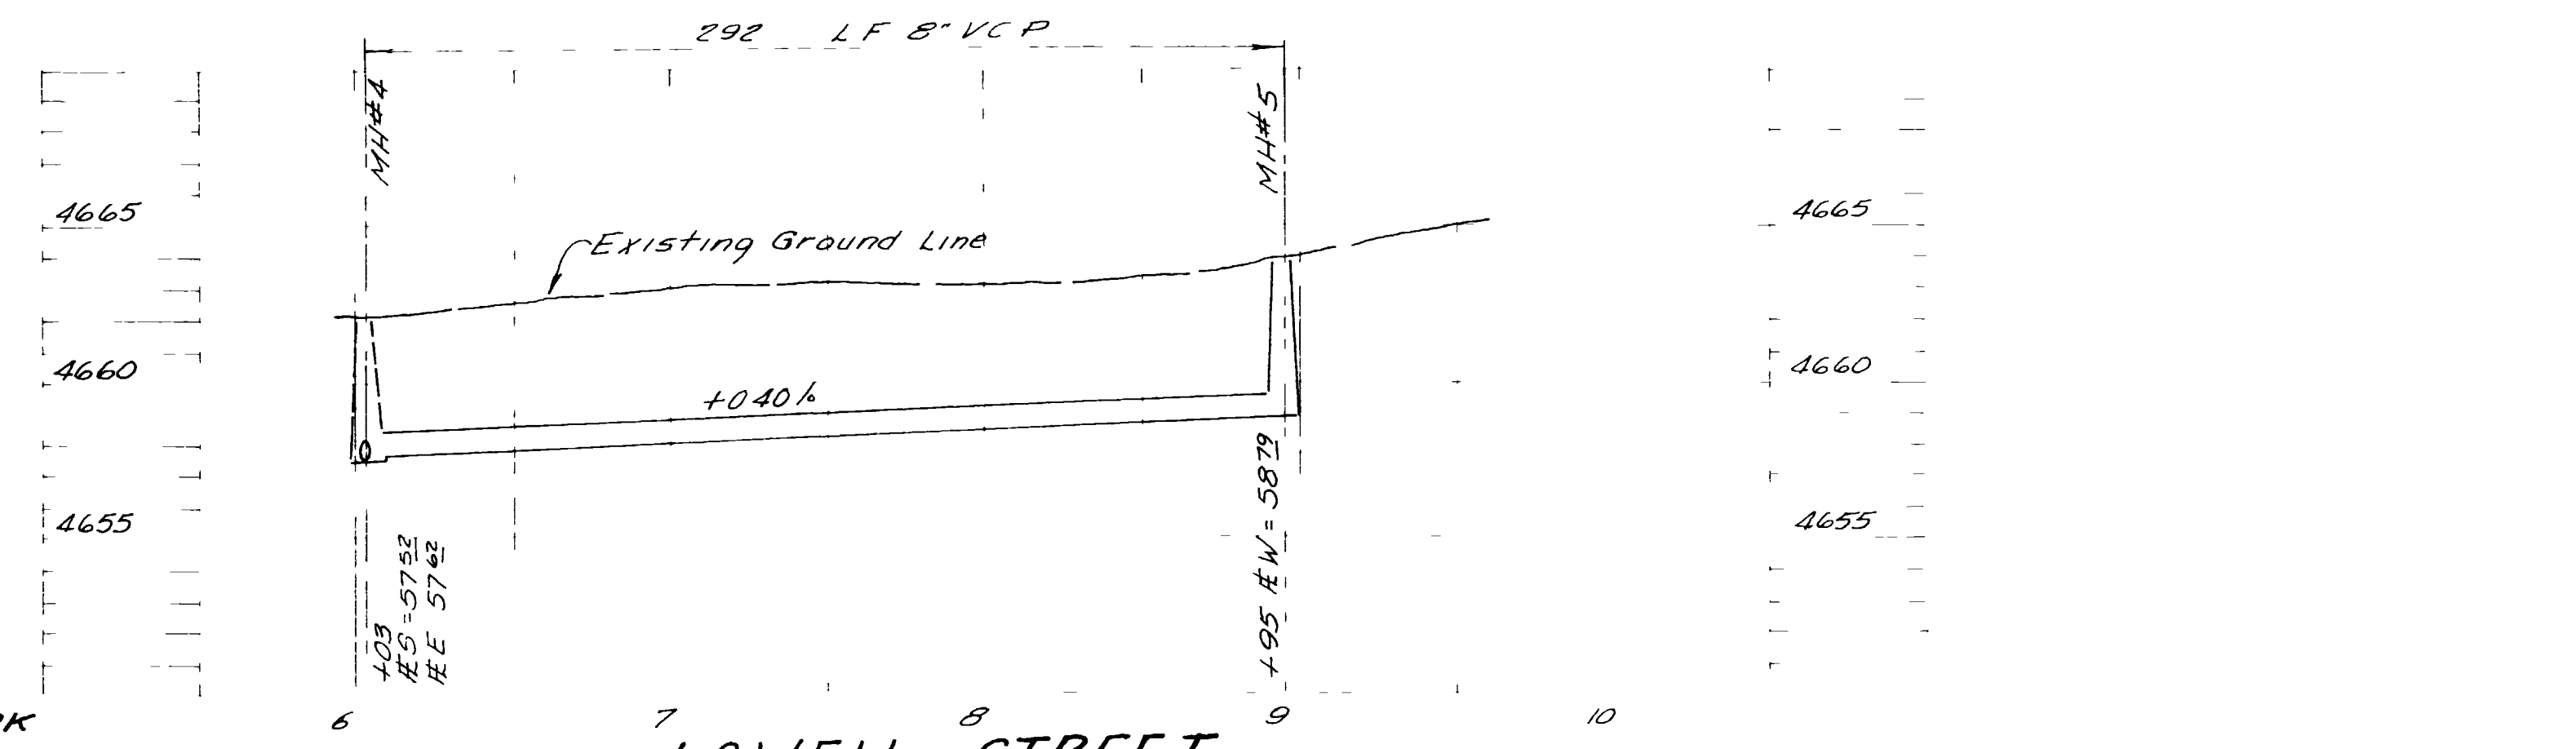 292 LF 8" VCP
MH#4
MH#5
4665
4665
Existing Ground Line
4660
4660
+0.40%
4655
4655
+03
S = 57 52
E 57 62
+95 W = 58 79
6
7
8
9
10
STREET